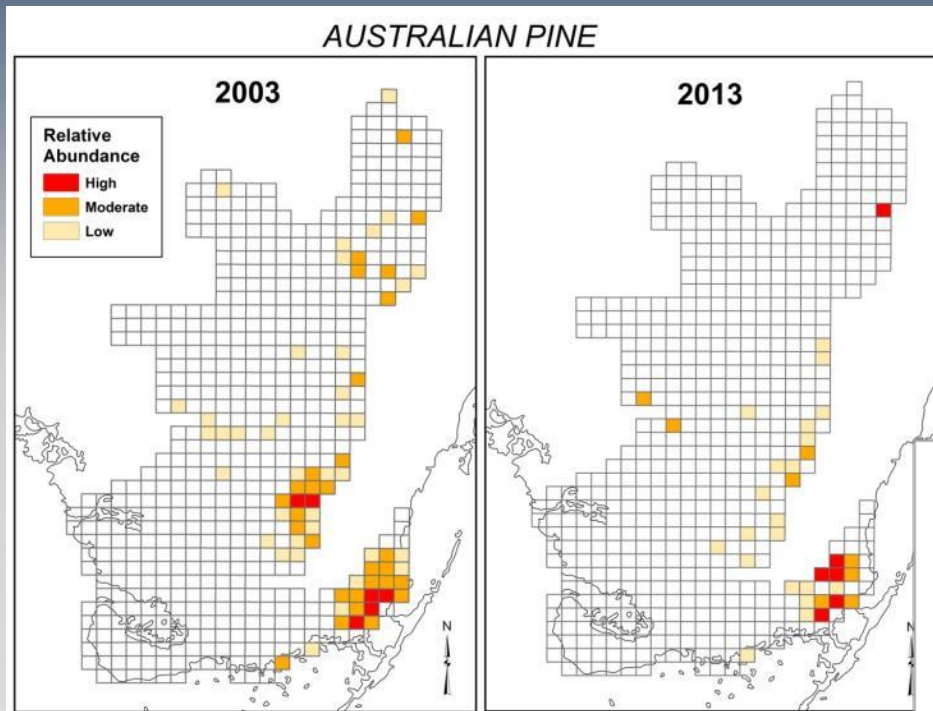 AUSTRALIAN PINE
2003
Relative
Abundance
High
Moderate
Low
N
2013
N